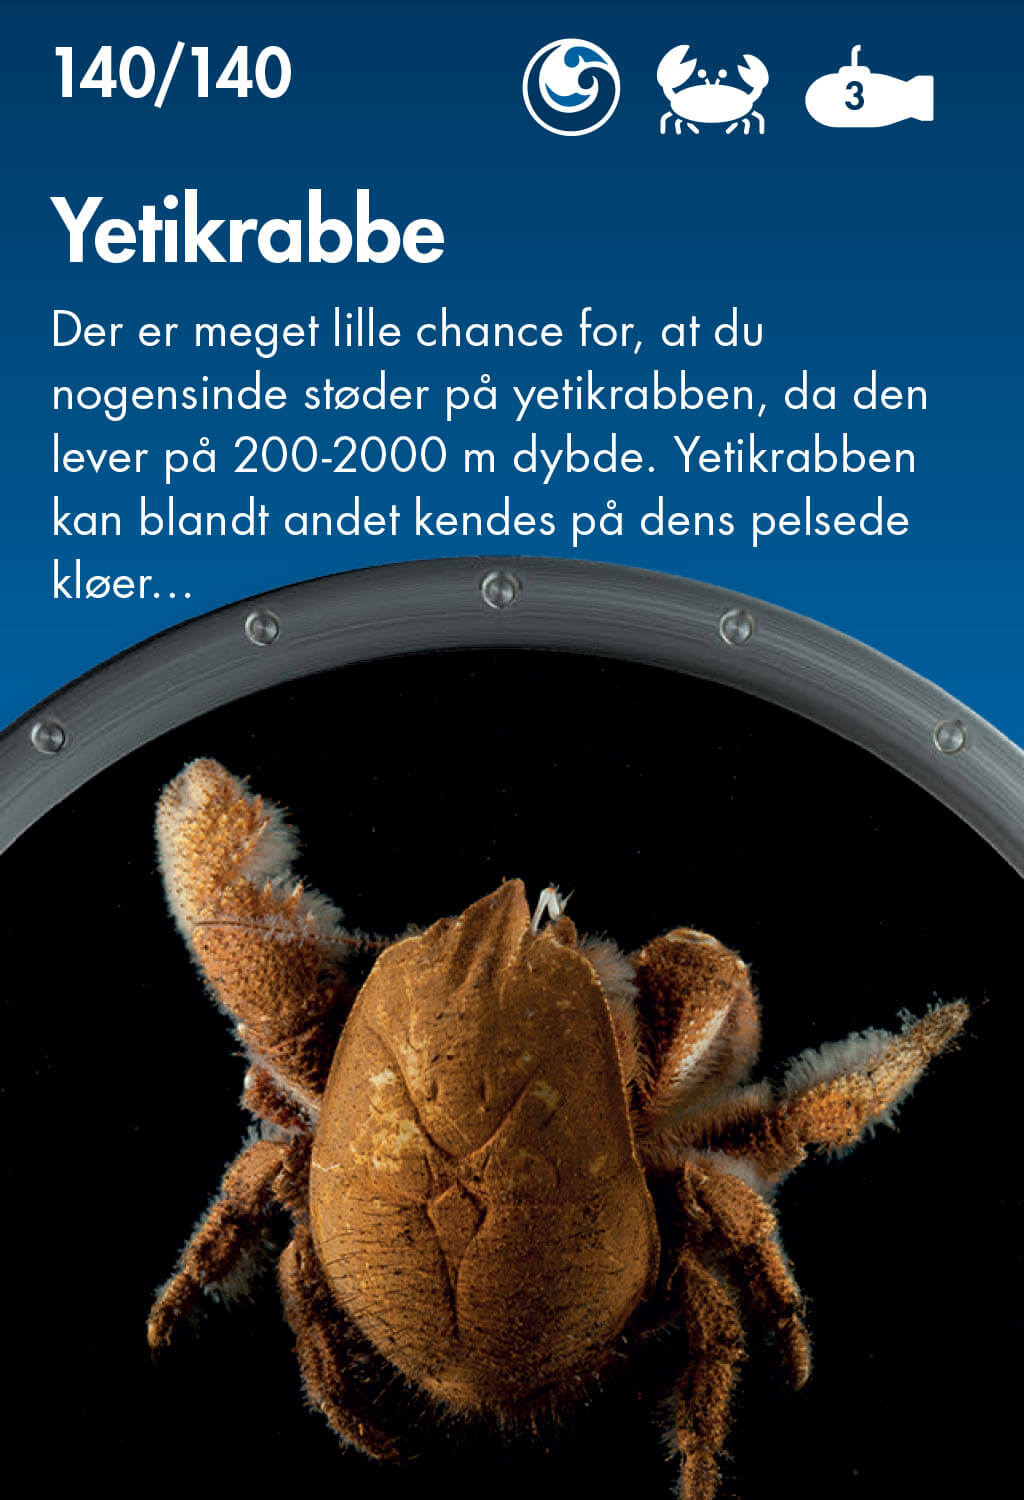 140/140
3
Yetikrabbe
Der er meget lille chance for, at du
nogensinde støder på yetikrabben, da den
lever på 200-2000 m dybde. Yetikrabben
kan blandt andet kendes på dens pelsede
kløer...